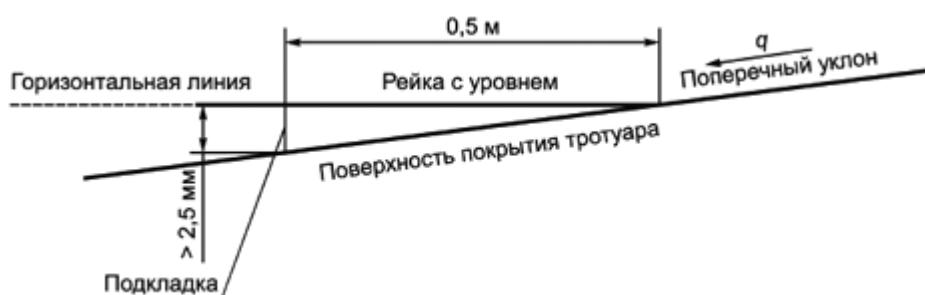 0,5 м
q
Горизонтальная линия
Рейка с уровнем
Поперечный уклон
Поверхность покрытия тротуара
> 2,5 мм
Подкладка